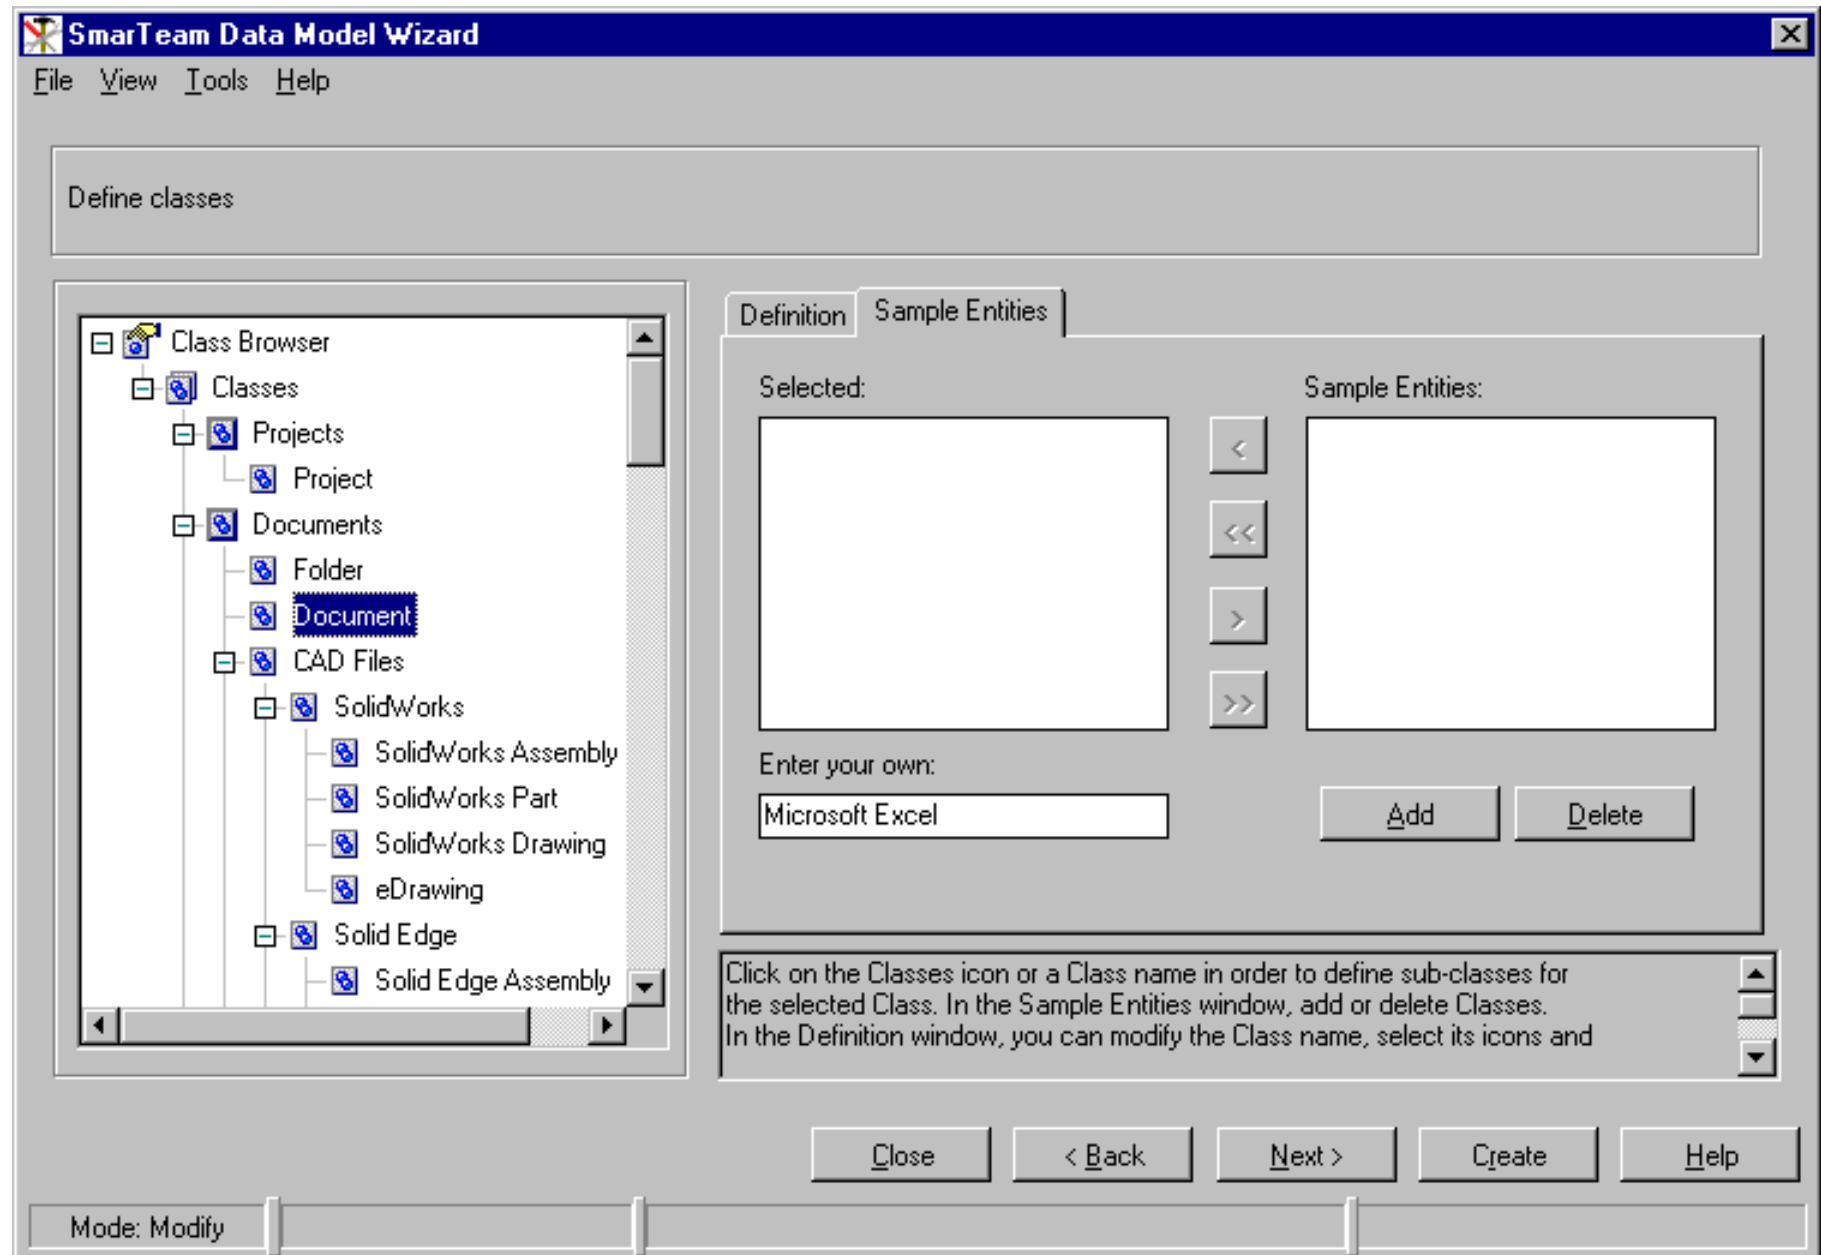 SmarTeam Data Model Wizard
File View Tools Help
Define classes
Class Browser
Classes
Projects
Project
Documents
Folder
Document
CAD Files
SolidWorks
SolidWorks Assembly
SolidWorks Part
SolidWorks Drawing
eDrawing
Solid Edge
Solid Edge Assembly
Definition Sample Entities
Selected: Sample Entities:
<
<<
>
>>
Enter your own:
Microsoft Excel Add Delete
Click on the Classes icon or a Class name in order to define sub-classes for
the selected Class. In the Sample Entities window, add or delete Classes.
In the Definition window, you can modify the Class name, select its icons and
Close < Back Next > Create Help
Mode: Modify